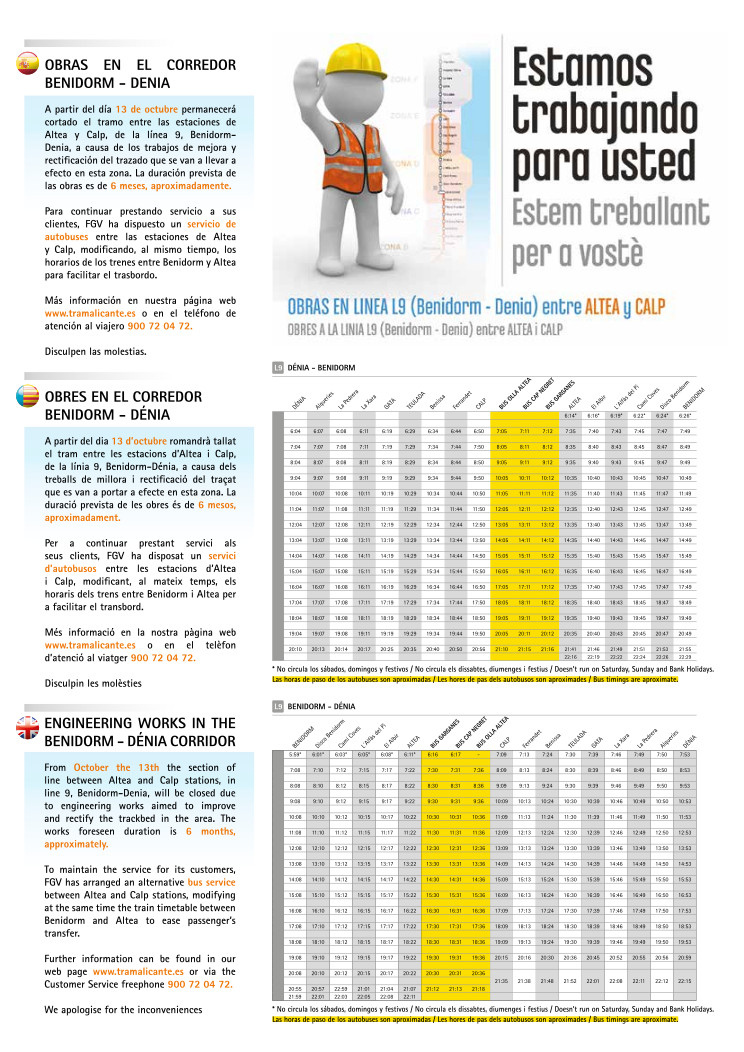 OBRAS EN EL CORREDOR
BENIDORM - DENIA
A partir del día 13 de octubre permanecerá
cortado el tramo entre las estaciones de
Altea y Calp, de la línea 9, Benidorm-
Denia, a causa de los trabajos de mejora y
rectificación del trazado que se van a llevar a
efecto en esta zona. La duración prevista de
las obras es de 6 meses, aproximadamente.
Para continuar prestando servicio a sus
clientes, FGV ha dispuesto un servicio de
autobuses entre las estaciones de Altea
y Calp, modificando, al mismo tiempo, los
horarios de los trenes entre Benidorm y Altea
para facilitar el trasbordo.
Más información en nuestra página web
www.tramalicante.es o en el teléfono de
atención al viajero 900 72 04 72.
Disculpen las molestias.
OBRES EN EL CORREDOR
BENIDORM - DÉNIA
A partir del dia 13 d'octubre romandrà tallat
el tram entre les estacions d'Altea i Calp,
de la línia 9, Benidorm-Dénia, a causa dels
treballs de millora i rectificació del traçat
que es van a portar a efecte en esta zona. La
duració prevista de les obres és de 6 mesos,
aproximadament.
Per a continuar prestant servici als
seus clients, FGV ha disposat un servici
d'autobusos entre les estacions d'Altea
i Calp, modificant, al mateix temps, els
horaris dels trens entre Benidorm i Altea per
a facilitar el transbord.
Més informació en la nostra pàgina web
www.tramalicante.es o en el telèfon
d'atenció al viatger 900 72 04 72.
Disculpin les molèsties
ENGINEERING WORKS IN THE
BENIDORM - DÉNIA CORRIDOR
From October the 13th the section of
line between Altea and Calp stations, in
line 9, Benidorm-Denia, will be closed due
to engineering works aimed to improve
and rectify the trackbed in the area. The
works foreseen duration is 6 months,
approximately.
To maintain the service for its customers,
FGV has arranged an alternative bus service
between Altea and Calp stations, modifying
at the same time the train timetable between
Benidorm and Altea to ease passenger's
transfer.
Further information can be found in our
web page www.tramalicante.es or via the
Customer Service freephone 900 72 04 72.
We apologise for the inconveniences
Estamos
trabajando
para usted
Estem treballant
per a vostè
ZONA D
ZONA C
ZONA B
OBRAS EN LINEA L9 (Benidorm - Denia) entre ALTEA y CALP
OBRES A LA LINIA L9 (Benidorm - Denia) entre ALTEA i CALP
L9 DÉNIA - BENIDORM
DÉNIA Alqueries La Pedrera La Xara GATA TEULADA Benissa Ferrandet CALP BUS OLLA ALTEA BUS CAP NEGRET BUS GARGANES ALTEA El Albir L'Alfàs del Pi Camí Coves Disco Benidorm BENIDORM
6:14* 6:16* 6:19* 6:22* 6:24* 6:26*
6:04 6:07 6:08 6:11 6:19 6:29 6:34 6:44 6:50 7:05 7:11 7:12 7:35 7:40 7:43 7:45 7:47 7:49
7:04 7:07 7:08 7:11 7:19 7:29 7:34 7:44 7:50 8:05 8:11 8:12 8:35 8:40 8:43 8:45 8:47 8:49
8:04 8:07 8:08 8:11 8:19 8:29 8:34 8:44 8:50 9:05 9:11 9:12 9:35 9:40 9:43 9:45 9:47 9:49
9:04 9:07 9:08 9:11 9:19 9:29 9:34 9:44 9:50 10:05 10:11 10:12 10:35 10:40 10:43 10:45 10:47 10:49
10:04 10:07 10:08 10:11 10:19 10:29 10:34 10:44 10:50 11:05 11:11 11:12 11:35 11:40 11:43 11:45 11:47 11:49
11:04 11:07 11:08 11:11 11:19 11:29 11:34 11:44 11:50 12:05 12:11 12:12 12:35 12:40 12:43 12:45 12:47 12:49
12:04 12:07 12:08 12:11 12:19 12:29 12:34 12:44 12:50 13:05 13:11 13:12 13:35 13:40 13:43 13:45 13:47 13:49
13:04 13:07 13:08 13:11 13:19 13:29 13:34 13:44 13:50 14:05 14:11 14:12 14:35 14:40 14:43 14:45 14:47 14:49
14:04 14:07 14:08 14:11 14:19 14:29 14:34 14:44 14:50 15:05 15:11 15:12 15:35 15:40 15:43 15:45 15:47 15:49
15:04 15:07 15:08 15:11 15:19 15:29 15:34 15:44 15:50 16:05 16:11 16:12 16:35 16:40 16:43 16:45 16:47 16:49
16:04 16:07 16:08 16:11 16:19 16:29 16:34 16:44 16:50 17:05 17:11 17:12 17:35 17:40 17:43 17:45 17:47 17:49
17:04 17:07 17:08 17:11 17:19 17:29 17:34 17:44 17:50 18:05 18:11 18:12 18:35 18:40 18:43 18:45 18:47 18:49
18:04 18:07 18:08 18:11 18:19 18:29 18:34 18:44 18:50 19:05 19:11 19:12 19:35 19:40 19:43 19:45 19:47 19:49
19:04 19:07 19:08 19:11 19:19 19:29 19:34 19:44 19:50 20:05 20:11 20:12 20:35 20:40 20:43 20:45 20:47 20:49
20:10 20:13 20:14 20:17 20:25 20:35 20:40 20:50 20:56 21:10 21:15 21:16 21:41 21:46 21:49 21:51 21:53 21:55
22:16 22:19 22:22 22:24 22:26 22:29
* No circula los sábados, domingos y festivos / No circula els dissabtes, diumenges i festius / Doesn't run on Saturday, Sunday and Bank Holidays.
Las horas de paso de los autobuses son aproximadas / Les hores de pas dels autobusos son aproximades / Bus timings are aproximate.
L9 BENIDORM - DÉNIA
BENIDORM Disco Benidorm Camí Coves L'Alfàs del Pi El Albir ALTEA BUS GARGANES BUS CAP NEGRET BUS OLLA ALTEA CALP Ferrandet Benissa TEULADA GATA La Xara La Pedrera Alqueries DÉNIA
5:59* 6:01* 6:03* 6:05* 6:08* 6:11* 6:16 6:17 - 7:09 7:13 7:24 7:30 7:39 7:46 7:49 7:50 7:53
7:08 7:10 7:12 7:15 7:17 7:22 7:30 7:31 7:36 8:09 8:13 8:24 8:30 8:39 8:46 8:49 8:50 8:53
8:08 8:10 8:12 8:15 8:17 8:22 8:30 8:31 8:36 9:09 9:13 9:24 9:30 9:39 9:46 9:49 9:50 9:53
9:08 9:10 9:12 9:15 9:17 9:22 9:30 9:31 9:36 10:09 10:13 10:24 10:30 10:39 10:46 10:49 10:50 10:53
10:08 10:10 10:12 10:15 10:17 10:22 10:30 10:31 10:36 11:09 11:13 11:24 11:30 11:39 11:46 11:49 11:50 11:53
11:08 11:10 11:12 11:15 11:17 11:22 11:30 11:31 11:36 12:09 12:13 12:24 12:30 12:39 12:46 12:49 12:50 12:53
12:08 12:10 12:12 12:15 12:17 12:22 12:30 12:31 12:36 13:09 13:13 13:24 13:30 13:39 13:46 13:49 13:50 13:53
13:08 13:10 13:12 13:15 13:17 13:22 13:30 13:31 13:36 14:09 14:13 14:24 14:30 14:39 14:46 14:49 14:50 14:53
14:08 14:10 14:12 14:15 14:17 14:22 14:30 14:31 14:36 15:09 15:13 15:24 15:30 15:39 15:46 15:49 15:50 15:53
15:08 15:10 15:12 15:15 15:17 15:22 15:30 15:31 15:36 16:09 16:13 16:24 16:30 16:39 16:46 16:49 16:50 16:53
16:08 16:10 16:12 16:15 16:17 16:22 16:30 16:31 16:36 17:09 17:13 17:24 17:30 17:39 17:46 17:49 17:50 17:53
17:08 17:10 17:12 17:15 17:17 17:22 17:30 17:31 17:36 18:09 18:13 18:24 18:30 18:39 18:46 18:49 18:50 18:53
18:08 18:10 18:12 18:15 18:17 18:22 18:30 18:31 18:36 19:09 19:13 19:24 19:30 19:39 19:46 19:49 19:50 19:53
19:08 19:10 19:12 19:15 19:17 19:22 19:30 19:31 19:36 20:15 20:16 20:30 20:36 20:45 20:52 20:55 20:56 20:59
20:08 20:10 20:12 20:15 20:17 20:22 20:30 20:31 20:36
21:35 21:38 21:48 21:52 22:01 22:08 22:11 22:12 22:15
20:55 20:57 22:59 21:01 21:04 21:07 21:12 21:13 21:18
21:59 22:01 22:03 22:05 22:08 22:11
* No circula los sábados, domingos y festivos / No circula els dissabtes, diumenges i festius / Doesn't run on Saturday, Sunday and Bank Holidays.
Las horas de paso de los autobuses son aproximadas / Les hores de pas dels autobusos son aproximades / Bus timings are aproximate.